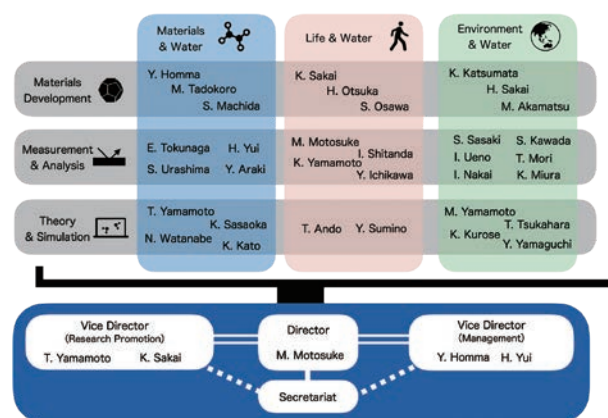 Materials
& Water
Life & Water
Environment
& Water
Materials
Development
Y. Homma
M. Tadokoro
S. Machida
K. Sakai
H. Otsuka
S. Osawa
K. Katsumata
H. Sakai
M. Akamatsu
Measurement
& Analysis
E. Tokunaga H. Yui
S. Urashima Y. Araki
M. Motosuke
I. Shitanda
K. Yamamoto
Y. Ichikawa
S. Sasaki S. Kawada
I. Ueno T. Mori
I. Nakai K. Miura
Theory
& Simulation
T. Yamamoto
K. Sasaoka
N. Watanabe
K. Kato
T. Ando Y. Sumino
M. Yamamoto
T. Tsukahara
K. Kurose
Y. Yamaguchi
Vice Director
(Research Promotion)
T. Yamamoto K. Sakai
Director
M. Motosuke
Vice Director
(Management)
Y. Homma H. Yui
Secretariat